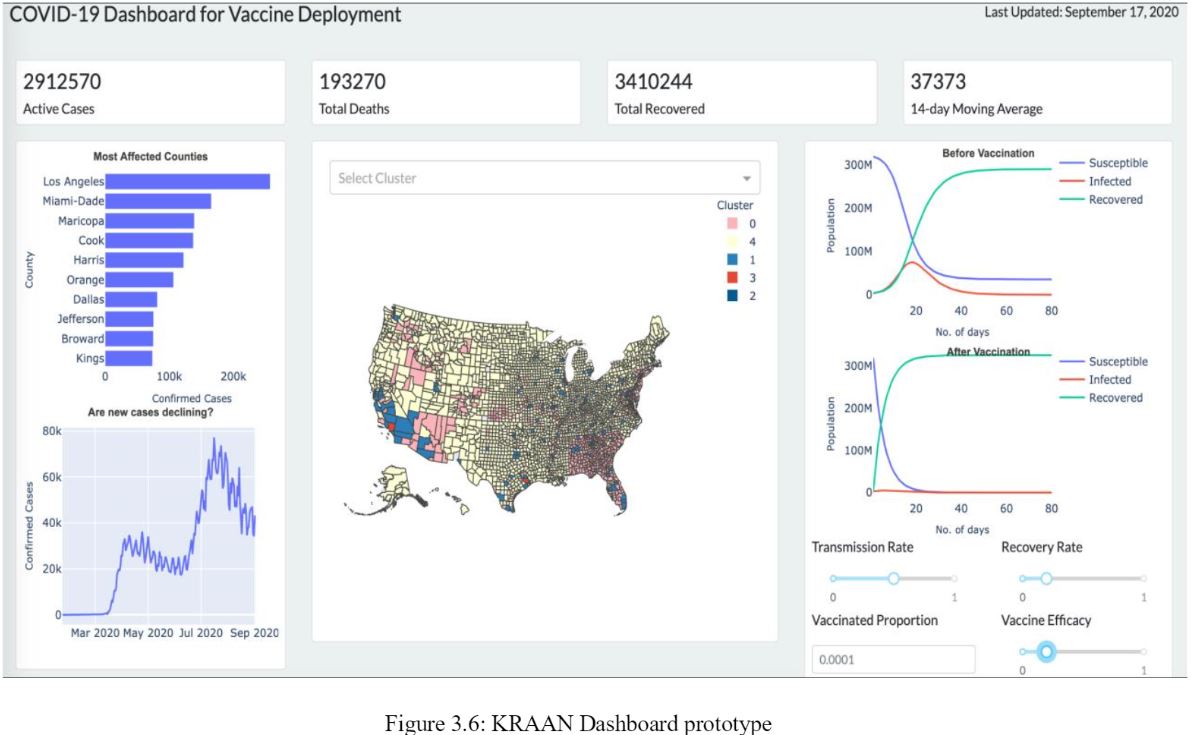 COVID-19 Dashboard for Vaccine Deployment
Last Updated: September 17, 2020
2912570
Active Cases
193270
Total Deaths
3410244
Total Recovered
37373
14-day Moving Average
Most Affected Counties
County
Los Angeles
Miami-Dade
Maricopa
Cook
Harris
Orange
Dallas
Jefferson
Broward
Kings
0 100k 200k
Confirmed Cases
Are new cases declining?
Confirmed Cases
80k
60k
40k
20k
0
Mar 2020 May 2020 Jul 2020 Sep 2020
Select Cluster
Cluster
0
4
1
3
2
Before Vaccination
Population
300M
200M
100M
0
20 40 60 80
No. of days
Susceptible
Infected
Recovered
After Vaccination
Population
300M
200M
100M
0
20 40 60 80
No. of days
Susceptible
Infected
Recovered
Transmission Rate
0 1
Recovery Rate
0 1
Vaccinated Proportion
0.0001
Vaccine Efficacy
0 1
Figure 3.6: KRAAN Dashboard prototype